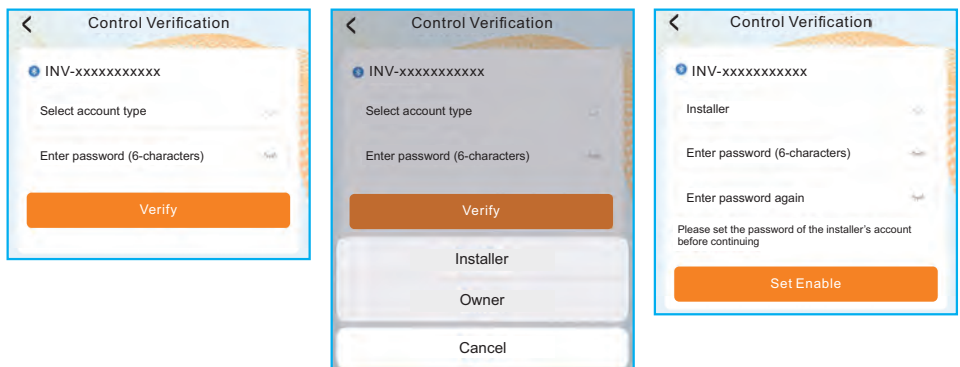 Control Verification
INV-xxxxxxxxxxx
Select account type
Enter password (6-characters)
Verify
Control Verification
INV-xxxxxxxxxxx
Select account type
Enter password (6-characters)
Verify
Installer
Owner
Cancel
Control Verification
INV-xxxxxxxxxxx
Installer
Enter password (6-characters)
Enter password again
Please set the password of the installer's account
before continuing
Set Enable